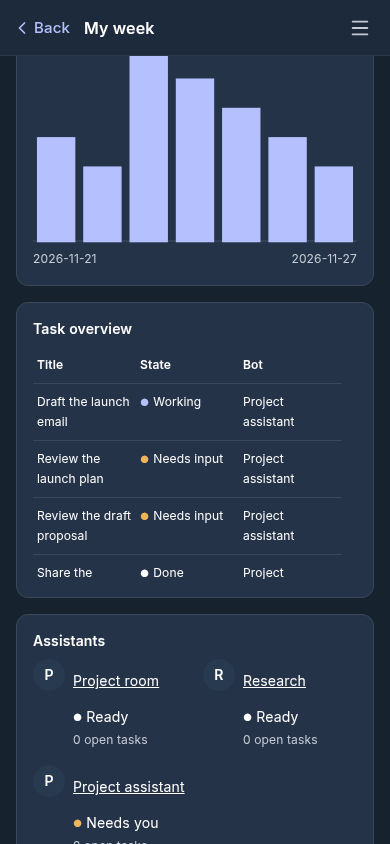 Back My week
2026-11-21 2026-11-27
Task overview
Title State Bot
Draft the launch email Working Project assistant
Review the launch plan Needs input Project assistant
Review the draft proposal Needs input Project assistant
Share the Done Project
Assistants
P Project room R Research
Ready Ready
0 open tasks 0 open tasks
P Project assistant
Needs you
open tasks